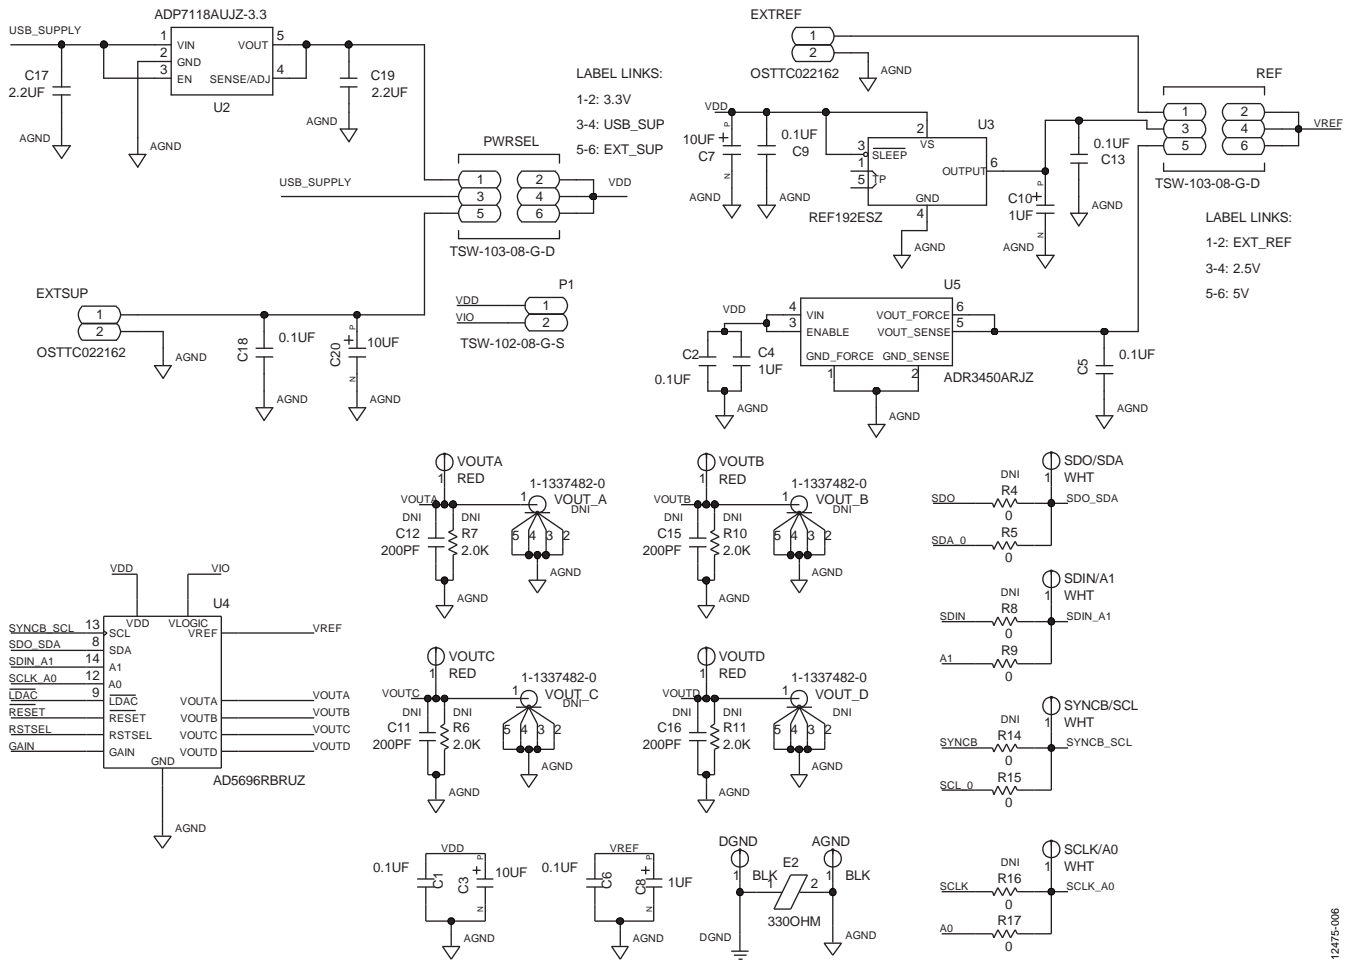 ADP7118AUJZ-3.3
USB_SUPPLY
1 VIN VOUT 5
2 GND
3 EN SENSE/ADJ 4
U2
C17
2.2UF
AGND
AGND
C19
2.2UF
AGND
LABEL LINKS:
1-2: 3.3V
3-4: USB_SUP
5-6: EXT_SUP
PWRSEL
USB_SUPPLY
1 2
3 4
5 6
VDD
TSW-103-08-G-D
EXTSUP
1
2
OSTTC022162
AGND
C18
0.1UF
AGND
C20
+ P
10UF
N
AGND
P1
VDD 1
VIO 2
TSW-102-08-G-S
EXTREF
1
2
OSTTC022162
AGND
VDD
10UF + P
C7
N
AGND
0.1UF
C9
AGND
U3
2
VS
3 SLEEP
1
5 TP
OUTPUT 6
GND
4
REF192ESZ
AGND
C10 + P
1UF
N
AGND
0.1UF
C13
AGND
REF
1 2
3 4
5 6
VREF
TSW-103-08-G-D
LABEL LINKS:
1-2: EXT_REF
3-4: 2.5V
5-6: 5V
U5
VDD
4 VIN VOUT_FORCE 6
3 ENABLE VOUT_SENSE 5
GND_FORCE GND_SENSE
1 2
ADR3450ARJZ
AGND
C2
0.1UF
C4
1UF
AGND
C5
0.1UF
AGND
VOUTA
1 RED
1-1337482-0
VOUTA
1 VOUT_A
DNI
DNI
C12
200PF
DNI
R7
2.0K
5 4 3 2
AGND
AGND
VOUTB
1 RED
1-1337482-0
VOUTB
1 VOUT_B
DNI
DNI
C15
200PF
DNI
R10
2.0K
5 4 3 2
AGND
AGND
SDO/SDA
1 WHT
DNI
SDO R4 SDO_SDA
0
SDA_0 R5
0
SDIN/A1
1 WHT
DNI
SDIN R8 SDIN_A1
0
A1 R9
0
VDD VIO
U4
VDD VLOGIC
SYNCB_SCL 13 SCL VREF VREF
SDO_SDA 8 SDA
SDIN_A1 14 A1
SCLK_A0 12 A0
LDAC 9 LDAC VOUTA VOUTA
RESET RESET VOUTB VOUTB
RSTSEL RSTSEL VOUTC VOUTC
GAIN GAIN VOUTD VOUTD
GND
AD5696RBRUZ
AGND
VOUTC
1 RED
1-1337482-0
VOUTC
1 VOUT_C
DNI
DNI
C11
200PF
DNI
R6
2.0K
5 4 3 2
AGND
AGND
VOUTD
1 RED
1-1337482-0
VOUTD
1 VOUT_D
DNI
DNI
C16
200PF
DNI
R11
2.0K
5 4 3 2
AGND
AGND
SYNCB/SCL
1 WHT
DNI
SYNCB R14 SYNCB_SCL
0
SCL_0 R15
0
VDD
0.1UF C1
C3 + P
10UF
N
AGND
VREF
0.1UF C6
C8 + P
1UF
N
AGND
DGND AGND
1 BLK E2 1 BLK
1 2
330OHM
DGND AGND
SCLK/A0
1 WHT
DNI
SCLK R16 SCLK_A0
0
A0 R17
0
12475-006